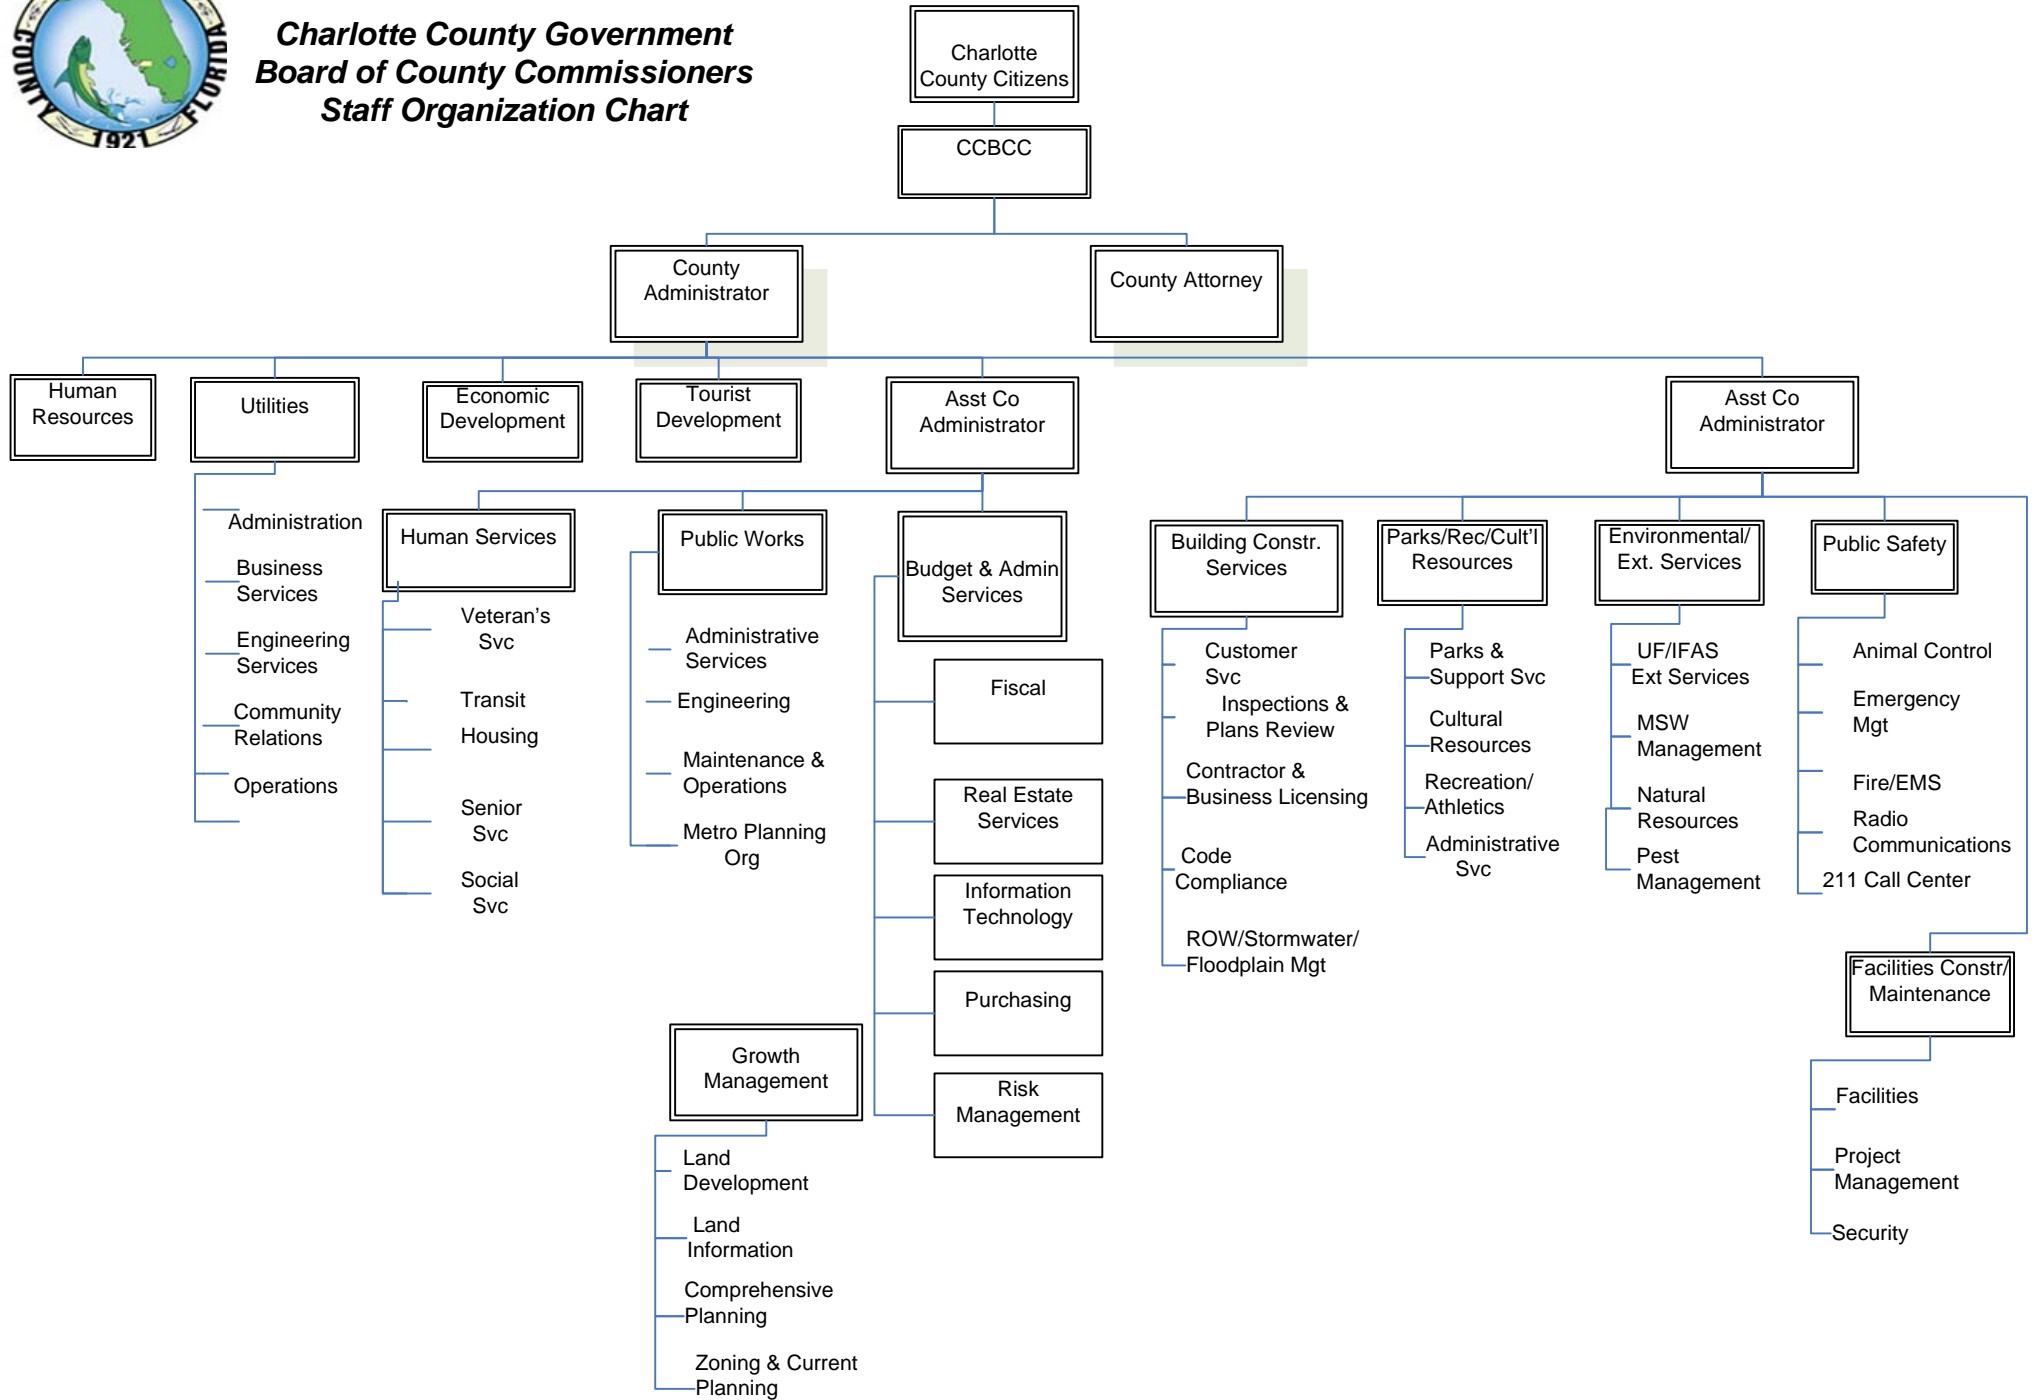 COUNTY
FLORIDA
1921
Charlotte County Government
Board of County Commissioners
Staff Organization Chart
Charlotte
County Citizens
CCBCC
County
Administrator
County Attorney
Human
Resources
Utilities
Economic
Development
Tourist
Development
Asst Co
Administrator
Asst Co
Administrator
Administration
Business
Services
Engineering
Services
Community
Relations
Operations
Human Services
Veteran's
Svc
Transit
Housing
Senior
Svc
Social
Svc
Public Works
Administrative
Services
Engineering
Maintenance &
Operations
Metro Planning
Org
Budget & Admin
Services
Fiscal
Real Estate
Services
Information
Technology
Purchasing
Risk
Management
Growth
Management
Land
Development
Land
Information
Comprehensive
Planning
Zoning & Current
Planning
Building Constr.
Services
Customer
Svc
Inspections &
Plans Review
Contractor &
Business Licensing
Code
Compliance
ROW/Stormwater/
Floodplain Mgt
Parks/Rec/Cult'l
Resources
Parks &
Support Svc
Cultural
Resources
Recreation/
Athletics
Administrative
Svc
Environmental/
Ext. Services
UF/IFAS
Ext Services
MSW
Management
Natural
Resources
Pest
Management
Public Safety
Animal Control
Emergency
Mgt
Fire/EMS
Radio
Communications
211 Call Center
Facilities Constr/
Maintenance
Facilities
Project
Management
Security